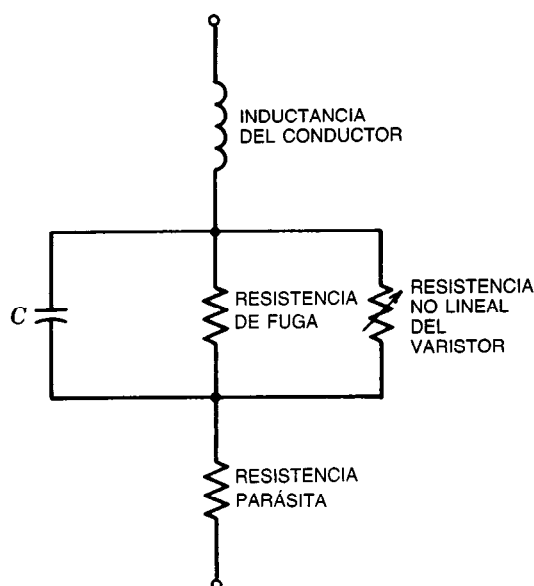 INDUCTANCIA
DEL CONDUCTOR
C
RESISTENCIA
DE FUGA
RESISTENCIA
NO LINEAL
DEL
VARISTOR
RESISTENCIA
PARÁSITA